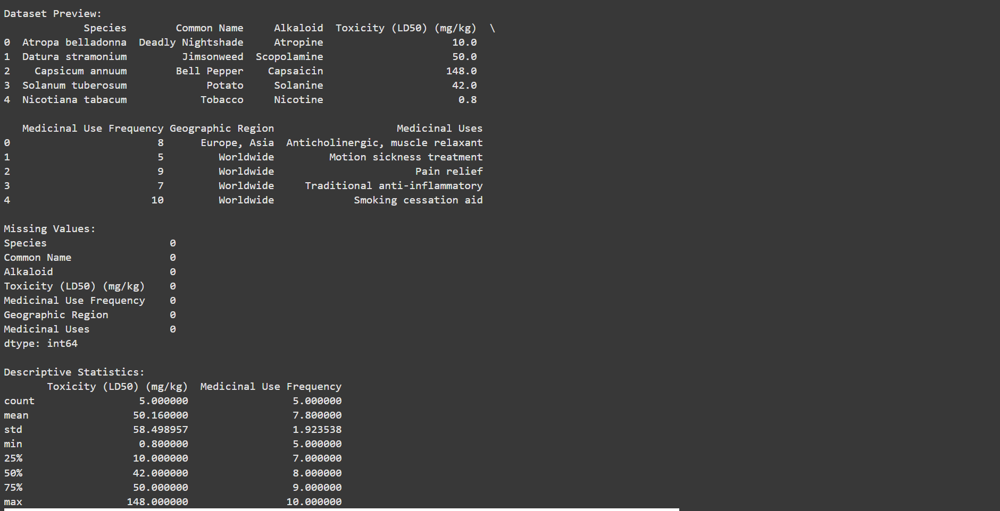 Dataset Preview:
             Species        Common Name     Alkaloid  Toxicity (LD50) (mg/kg)  \
0  Atropa belladonna  Deadly Nightshade     Atropine                     10.0
1  Datura stramonium         Jimsonweed  Scopolamine                     50.0
2    Capsicum annuum        Bell Pepper    Capsaicin                    148.0
3  Solanum tuberosum             Potato     Solanine                     42.0
4  Nicotiana tabacum            Tobacco     Nicotine                      0.8

   Medicinal Use Frequency Geographic Region                    Medicinal Uses
0                        8      Europe, Asia  Anticholinergic, muscle relaxant
1                        5         Worldwide         Motion sickness treatment
2                        9         Worldwide                       Pain relief
3                        7         Worldwide     Traditional anti-inflammatory
4                       10         Worldwide             Smoking cessation aid

Missing Values:
Species                    0
Common Name                0
Alkaloid                   0
Toxicity (LD50) (mg/kg)    0
Medicinal Use Frequency    0
Geographic Region          0
Medicinal Uses             0
dtype: int64

Descriptive Statistics:
       Toxicity (LD50) (mg/kg)  Medicinal Use Frequency
count                 5.000000                 5.000000
mean                 50.160000                 7.800000
std                  58.498957                 1.923538
min                   0.800000                 5.000000
25%                  10.000000                 7.000000
50%                  42.000000                 8.000000
75%                  50.000000                 9.000000
max                 148.000000                10.000000